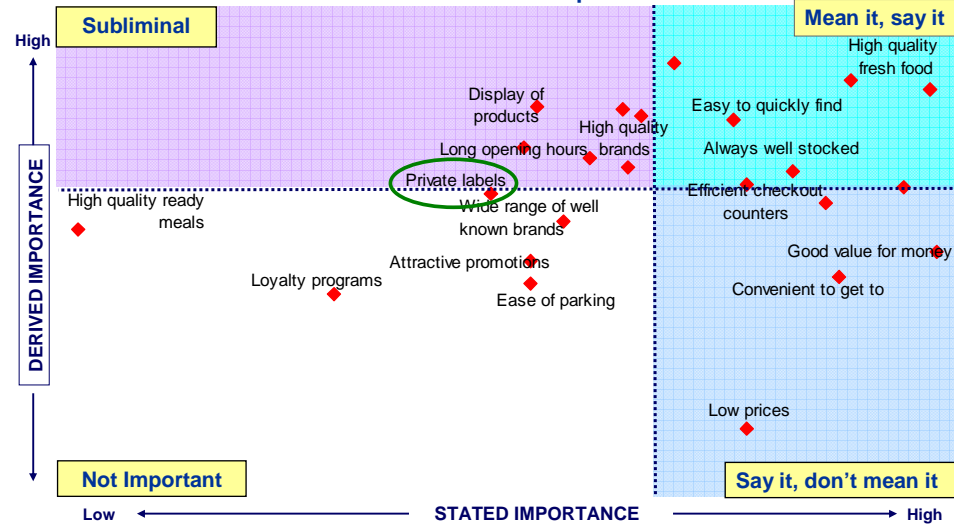 Subliminal
Mean it, say it
High
High quality
fresh food
Display of
products
Easy to quickly find
High quality
brands
Long opening hours
Always well stocked
Private labels
Efficient checkout
counters
High quality ready
meals
Wide range of well
known brands
Good value for money
Attractive promotions
Convenient to get to
Loyalty programs
Ease of parking
DERIVED IMPORTANCE
Low prices
Not Important
Say it, don't mean it
Low
STATED IMPORTANCE
High